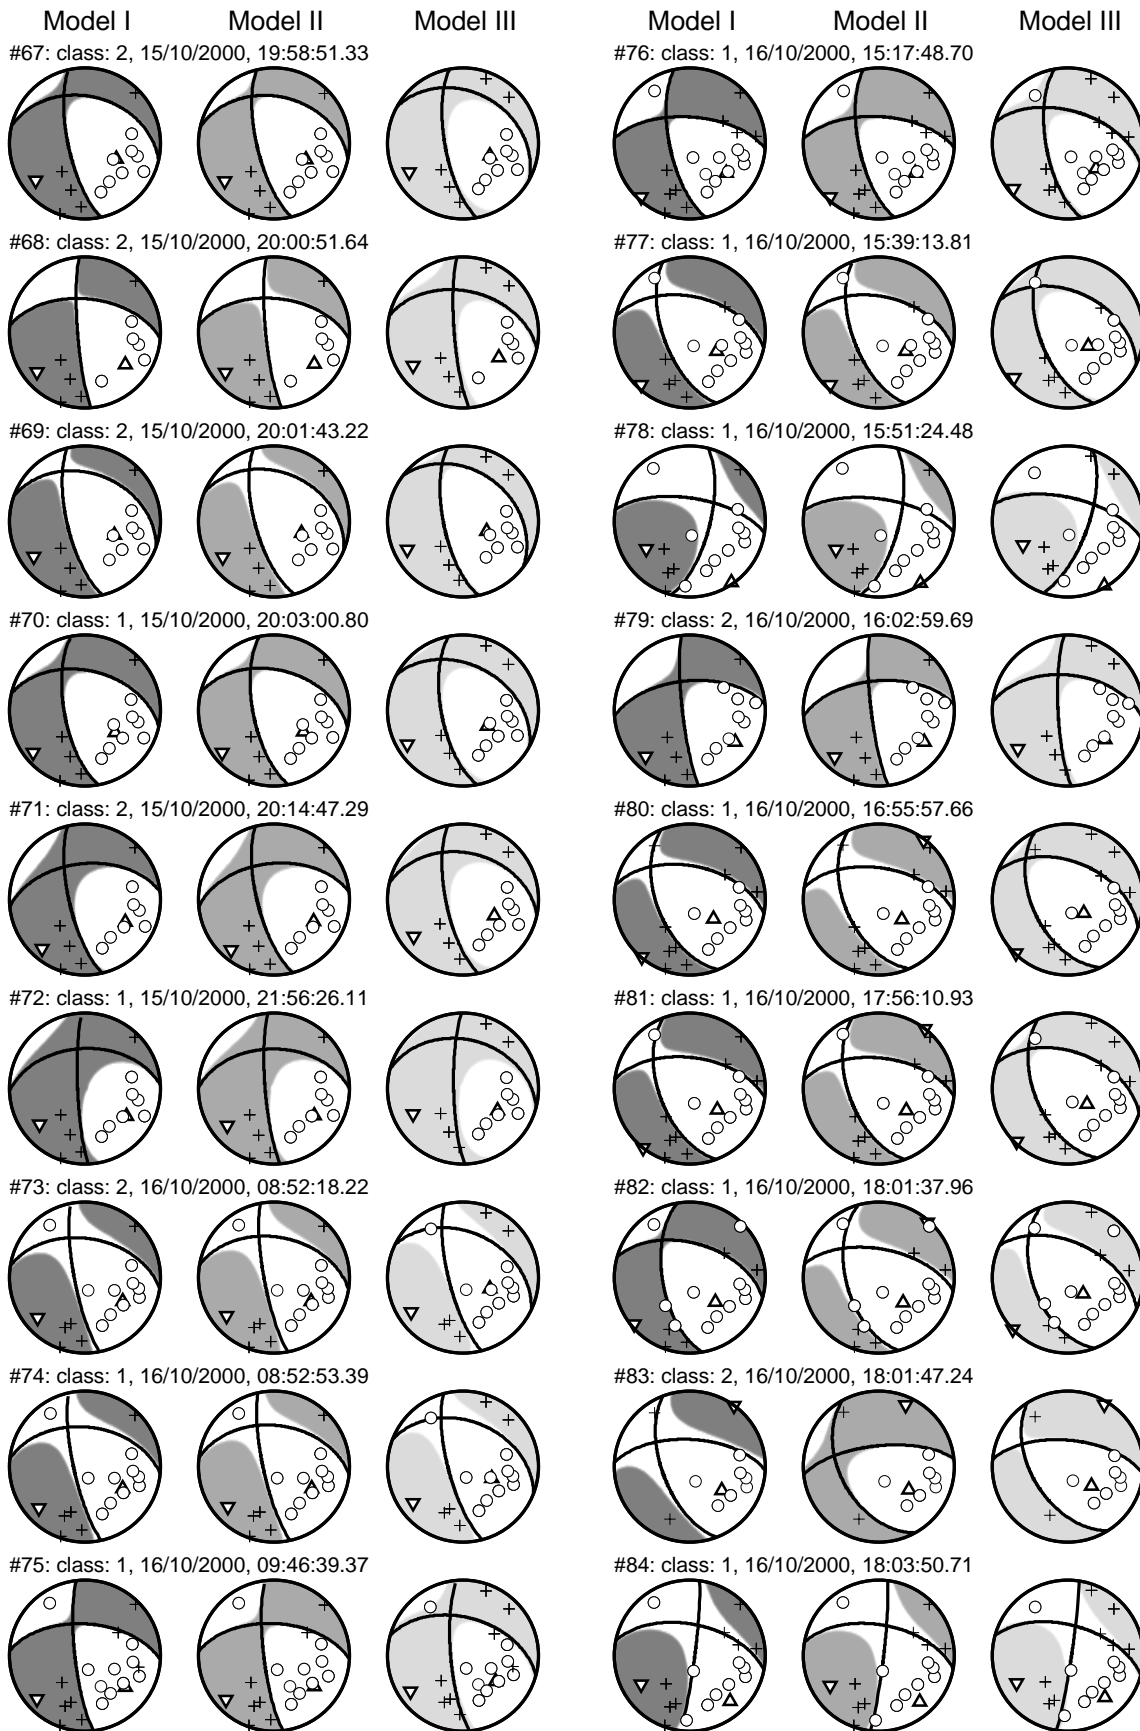 Model I Model II Model III Model I Model II Model III
#67: class: 2, 15/10/2000, 19:58:51.33
#68: class: 2, 15/10/2000, 20:00:51.64
#69: class: 2, 15/10/2000, 20:01:43.22
#70: class: 1, 15/10/2000, 20:03:00.80
#71: class: 2, 15/10/2000, 20:14:47.29
#72: class: 1, 15/10/2000, 21:56:26.11
#73: class: 2, 16/10/2000, 08:52:18.22
#74: class: 1, 16/10/2000, 08:52:53.39
#75: class: 1, 16/10/2000, 09:46:39.37
#76: class: 1, 16/10/2000, 15:17:48.70
#77: class: 1, 16/10/2000, 15:39:13.81
#78: class: 1, 16/10/2000, 15:51:24.48
#79: class: 2, 16/10/2000, 16:02:59.69
#80: class: 1, 16/10/2000, 16:55:57.66
#81: class: 1, 16/10/2000, 17:56:10.93
#82: class: 1, 16/10/2000, 18:01:37.96
#83: class: 2, 16/10/2000, 18:01:47.24
#84: class: 1, 16/10/2000, 18:03:50.71